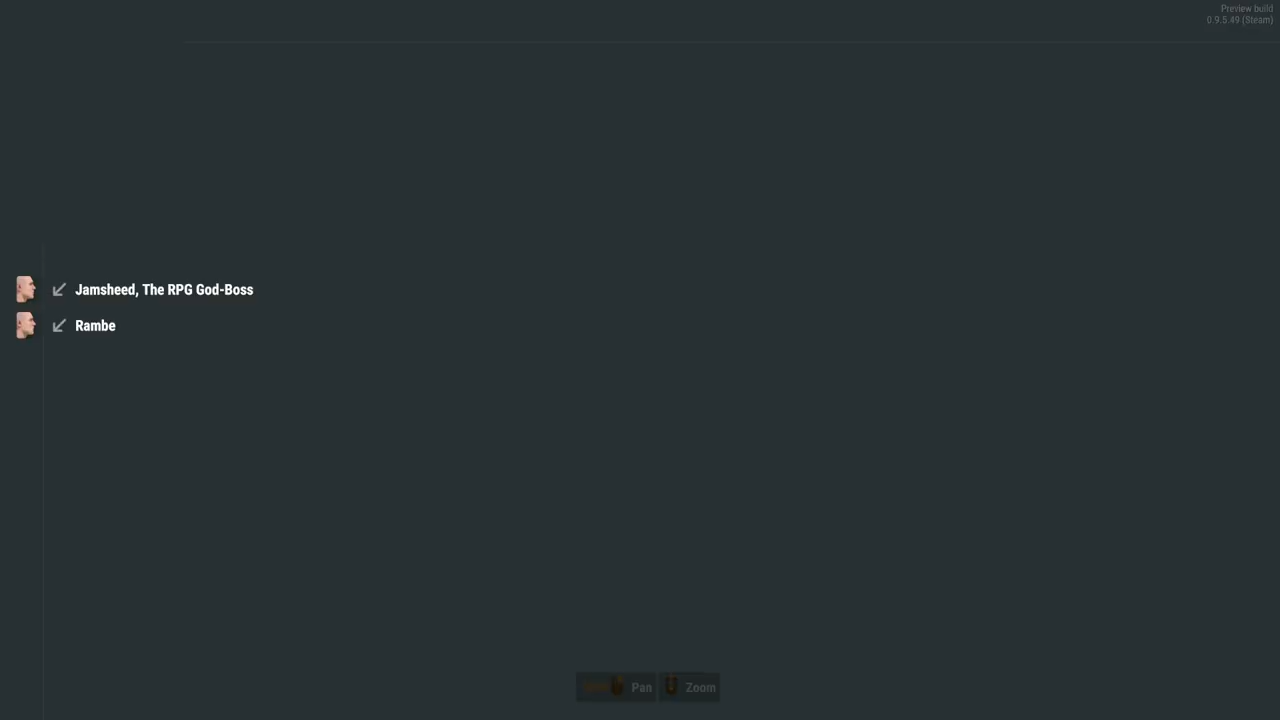 Preview build
0.9.5.49 (Steam)
Jamsheed, The RPG God-Boss
Rambe
Pan
Zoom